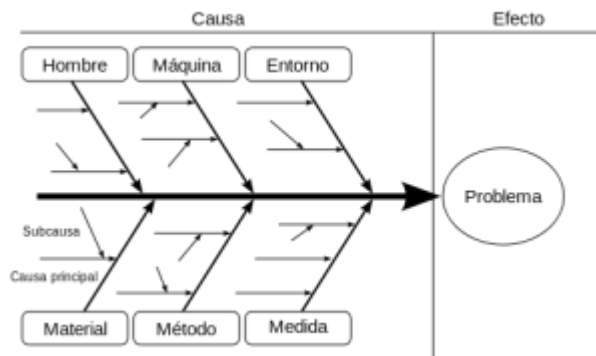 Causa
Efecto
Hombre
Máquina
Entorno
Problema
Subcausa
Causa principal
Material
Método
Medida